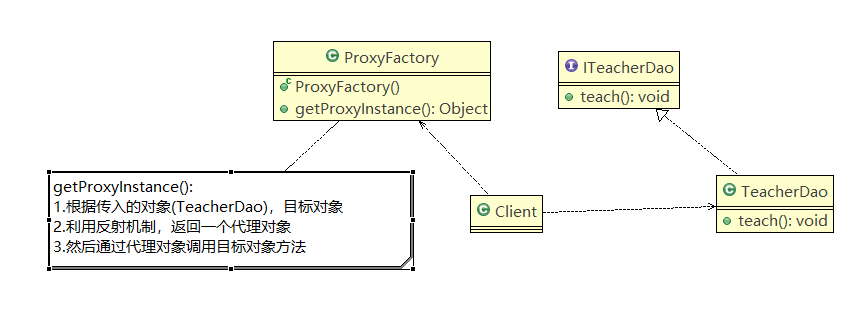 ProxyFactory
ProxyFactory()
getProxyInstance(): Object
ITeacherDao
teach(): void
getProxyInstance():
1.根据传入的对象(TeacherDao)，目标对象
2.利用反射机制，返回一个代理对象
3.然后通过代理对象调用目标对象方法
Client
TeacherDao
teach(): void